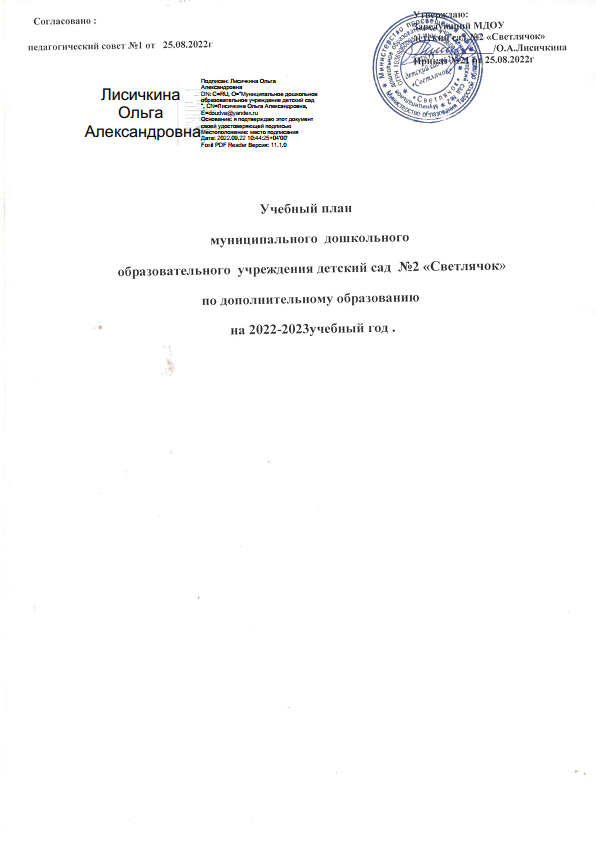 Согласовано :
педагогический совет №1 от 25.08.2022г
Утверждаю:
Заведующий МДОУ
детский сад №2 «Светлячок»
/О.А.Лисичкина
Приказ №21 от 25.08.2022г
Лисичкина
Ольга
Александровна
Подписан: Лисичкина Ольга
Александровна
DN: C=RU, O="Муниципальное дошкольное
образовательное учреждение детский сад
", CN=Лисичкина Ольга Александровна,
E=doudva@yandex.ru
Основание: я подтверждаю этот документ
своей удостоверяющей подписью
Местоположение: место подписания
Дата: 2022.09.22 10:44:25+04'00'
Foxit PDF Reader Версия: 11.1.0
Учебный план
муниципального дошкольного
образовательного учреждения детский сад №2 «Светлячок»
по дополнительному образованию
на 2022-2023учебный год .